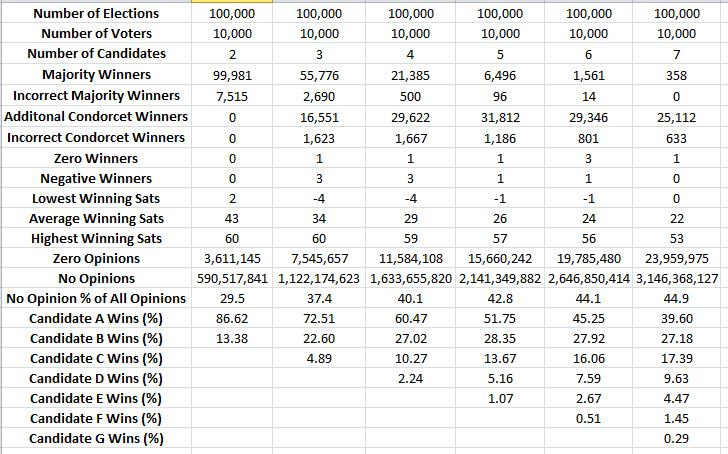 Number of Elections 100,000 100,000 100,000 100,000 100,000 100,000
Number of Voters 10,000 10,000 10,000 10,000 10,000 10,000
Number of Candidates 2 3 4 5 6 7
Majority Winners 99,981 55,776 21,385 6,496 1,561 358
Incorrect Majority Winners 7,515 2,690 500 96 14 0
Additonal Condorcet Winners 0 16,551 29,622 31,812 29,346 25,112
Incorrect Condorcet Winners 0 1,623 1,667 1,186 801 633
Zero Winners 0 1 1 1 3 1
Negative Winners 0 3 3 1 1 0
Lowest Winning Sats 2 -4 -4 -1 -1 0
Average Winning Sats 43 34 29 26 24 22
Highest Winning Sats 60 60 59 57 56 53
Zero Opinions 3,611,145 7,545,657 11,584,108 15,660,242 19,785,480 23,959,975
No Opinions 590,517,841 1,122,174,623 1,633,655,820 2,141,349,882 2,646,850,414 3,146,368,127
No Opinion % of All Opinions 29.5 37.4 40.1 42.8 44.1 44.9
Candidate A Wins (%) 86.62 72.51 60.47 51.75 45.25 39.60
Candidate B Wins (%) 13.38 22.60 27.02 28.35 27.92 27.18
Candidate C Wins (%) 4.89 10.27 13.67 16.06 17.39
Candidate D Wins (%) 2.24 5.16 7.59 9.63
Candidate E Wins (%) 1.07 2.67 4.47
Candidate F Wins (%) 0.51 1.45
Candidate G Wins (%) 0.29